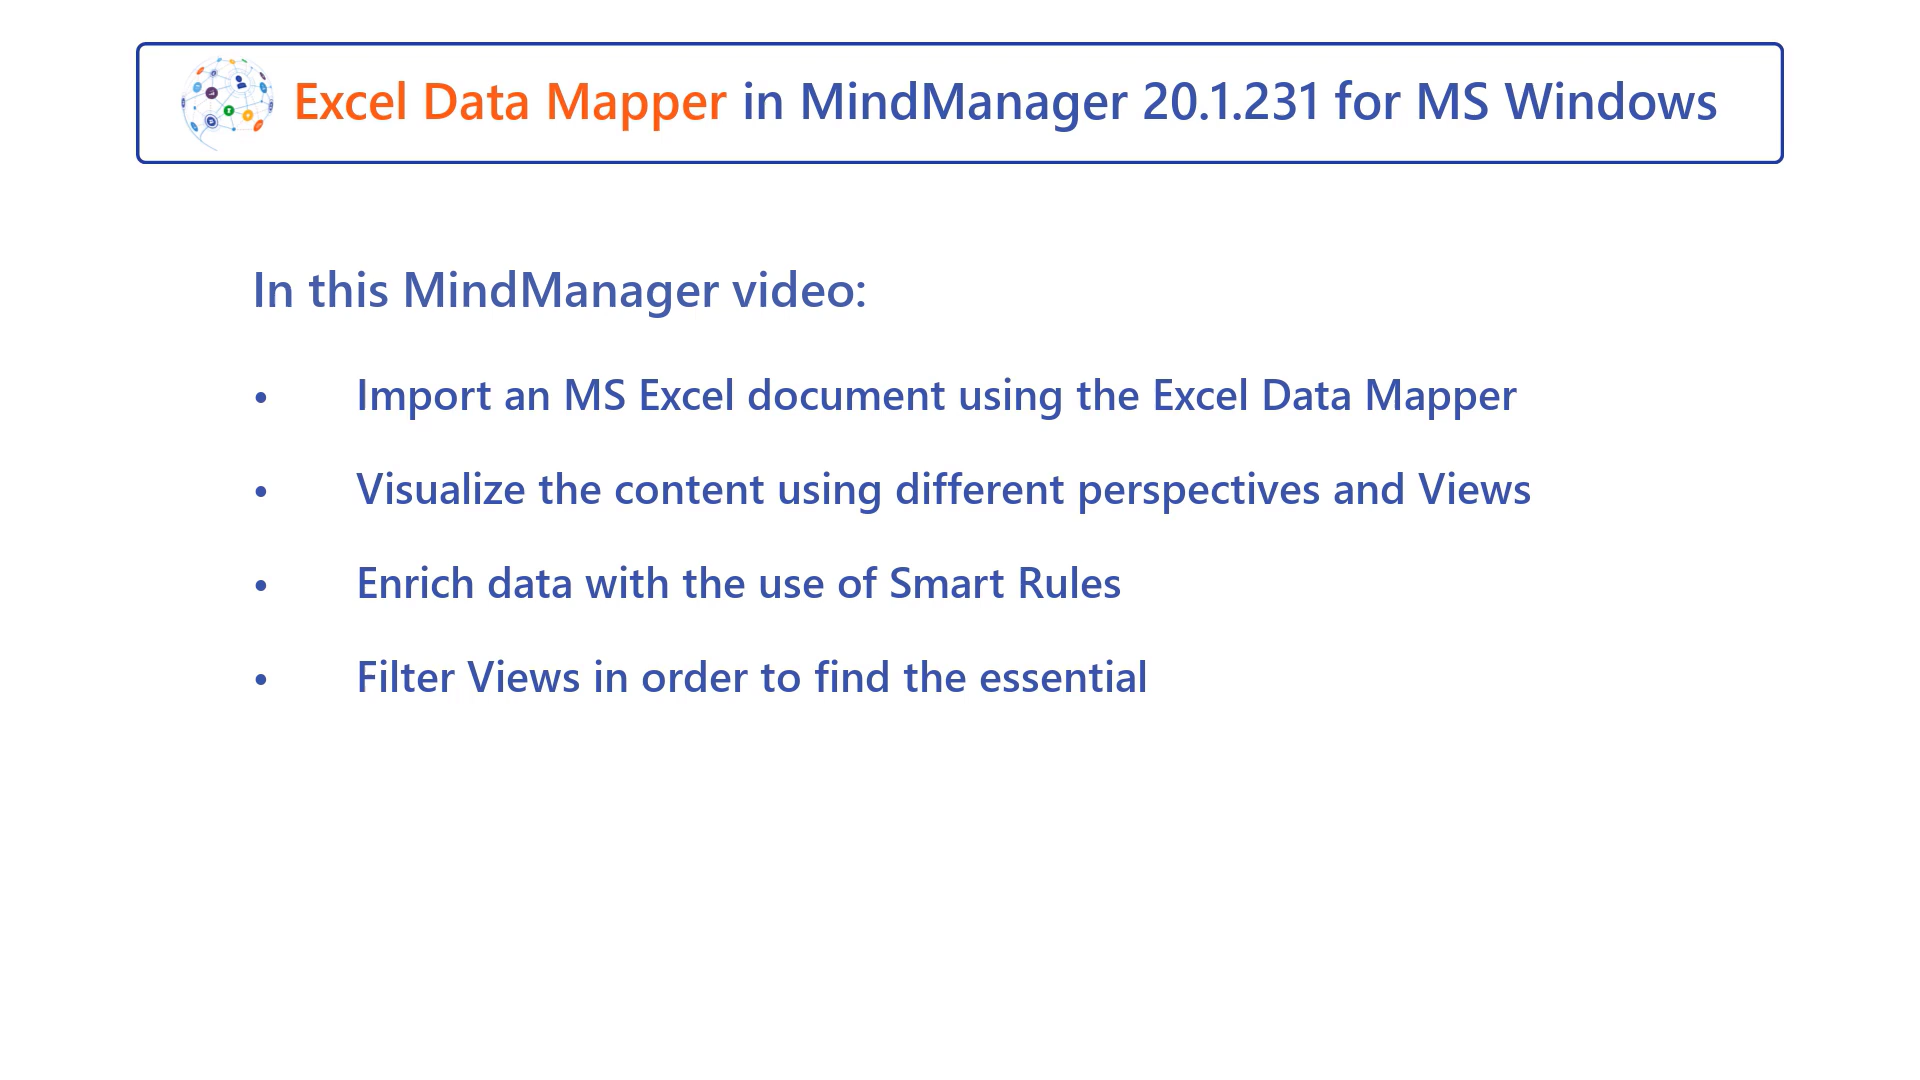 Excel Data Mapper in MindManager 20.1.231 for MS Windows
In this MindManager video:
• Import an MS Excel document using the Excel Data Mapper
• Visualize the content using different perspectives and Views
• Enrich data with the use of Smart Rules
• Filter Views in order to find the essential